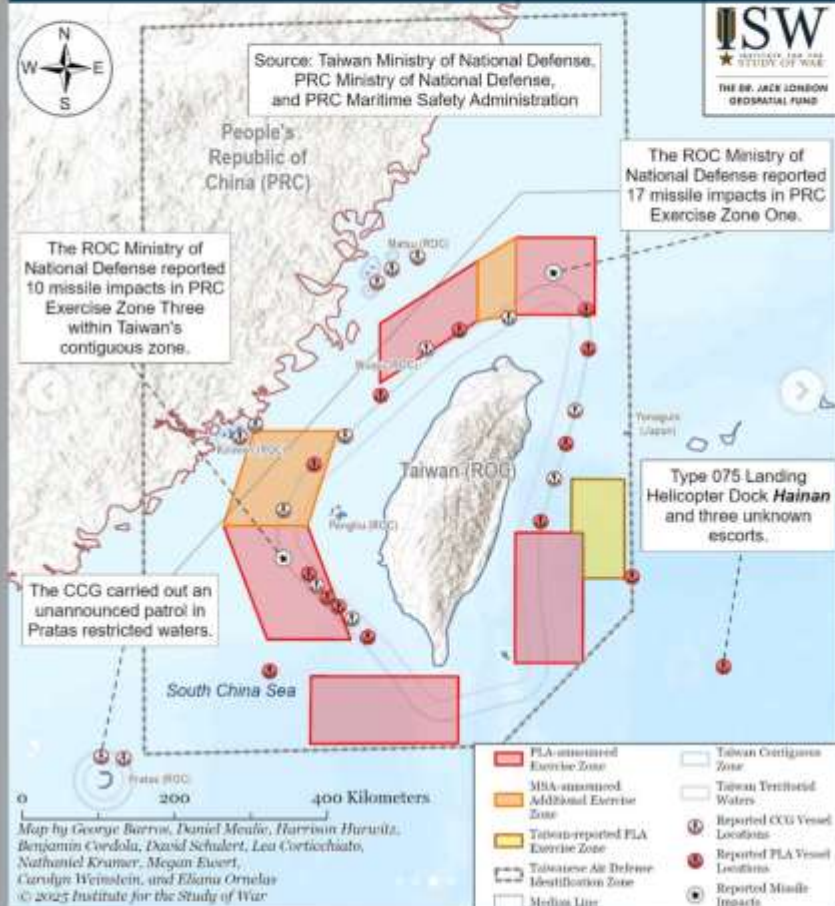 N
W E
S
Source: Taiwan Ministry of National Defense,
PRC Ministry of National Defense,
and PRC Maritime Safety Administration
ISW
INSTITUTE FOR THE
STUDY OF WAR
THE DR. JACK LONDON
GEOSPATIAL FUND
People's
Republic of
China (PRC)
The ROC Ministry of
National Defense reported
17 missile impacts in PRC
Exercise Zone One.
The ROC Ministry of
National Defense reported
10 missile impacts in PRC
Exercise Zone Three
within Taiwan's
contiguous zone.
Matsu (ROC)
(ROC)
Yonaguni
(Japan)
(ROC)
Taiwan (ROC)
Penghu (ROC)
Type 075 Landing
Helicopter Dock Hainan
and three unknown
escorts.
The CCG carried out an
unannounced patrol in
Pratas restricted waters.
South China Sea
Pratas (ROC)
0 200 400 Kilometers
Map by George Barros, Daniel Mealie, Harrison Hurwitz,
Benjamin Cordola, David Schulert, Lea Corticchiato,
Nathaniel Kramer, Megan Ewert,
Carolyn Weinstein, and Eliana Ornelas
© 2025 Institute for the Study of War
PLA-announced
Exercise Zone
MSA-announced
Additional Exercise
Zone
Taiwan-reported PLA
Exercise Zone
Taiwanese Air Defense
Identification Zone
Median Line
Taiwan Contiguous
Zone
Taiwan Territorial
Waters
Reported CCG Vessel
Locations
Reported PLA Vessel
Locations
Reported Missile
Impacts